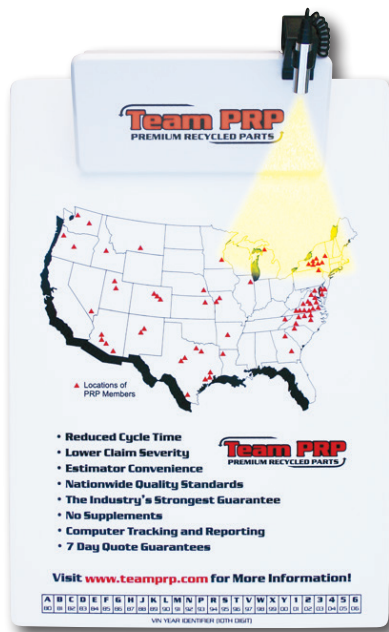 Team PRP
PREMIUM RECYCLED PARTS
Locations of
PRP Members
• Reduced Cycle Time
• Lower Claim Severity
• Estimator Convenience
• Nationwide Quality Standards
• The Industry's Strongest Guarantee
• No Supplements
• Computer Tracking and Reporting
• 7 Day Quote Guarantees
Team PRP
PREMIUM RECYCLED PARTS
Visit www.teamprp.com for More Information!
A B C D E F G H J K L M N P R S T V W X Y 1 2 3 4 5 6
80 81 82 83 84 85 86 87 88 89 90 91 92 93 94 95 96 97 98 99 00 01 02 03 04 05 06
VIN YEAR IDENTIFIER (10TH DIGIT)